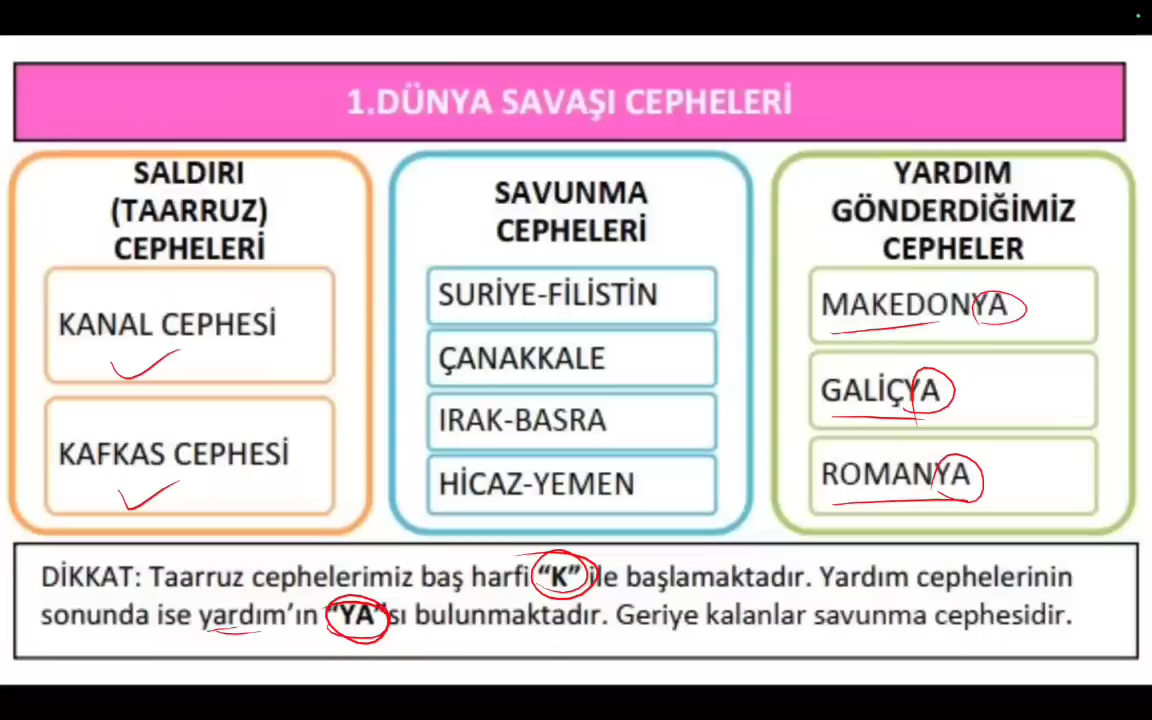 1.DÜNYA SAVAŞI CEPHELERİ
SALDIRI
(TAARRUZ)
CEPHELERİ
KANAL CEPHESİ
KAFKAS CEPHESİ
SAVUNMA
CEPHELERİ
SURİYE-FİLİSTİN
ÇANAKKALE
IRAK-BASRA
HİCAZ-YEMEN
YARDIM
GÖNDERDİĞİMİZ
CEPHELER
MAKEDONYA
GALİÇYA
ROMANYA
DİKKAT: Taarruz cephelerimiz baş harfi “K” ile başlamaktadır. Yardım cephelerinin
sonunda ise yardım’ın “YA”sı bulunmaktadır. Geriye kalanlar savunma cephesidir.